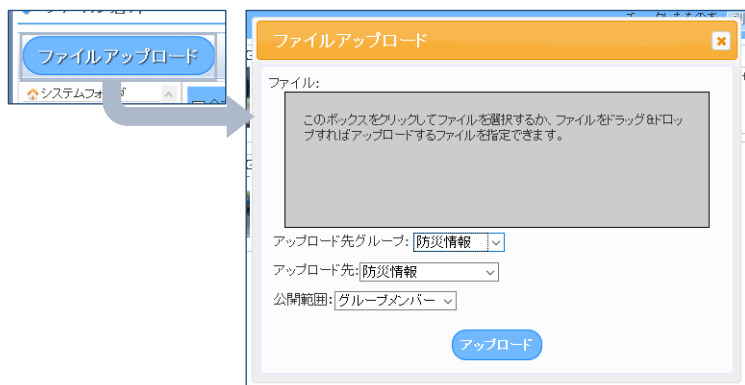 ファイルアップロード
システムフォルダ
ファイルアップロード
ファイル:
このボックスをクリックしてファイルを選択するか、ファイルをドラッグ&ドロッ
プすればアップロードするファイルを指定できます。
アップロード先グループ: 防災情報
アップロード先: 防災情報
公開範囲: グループメンバー
アップロード